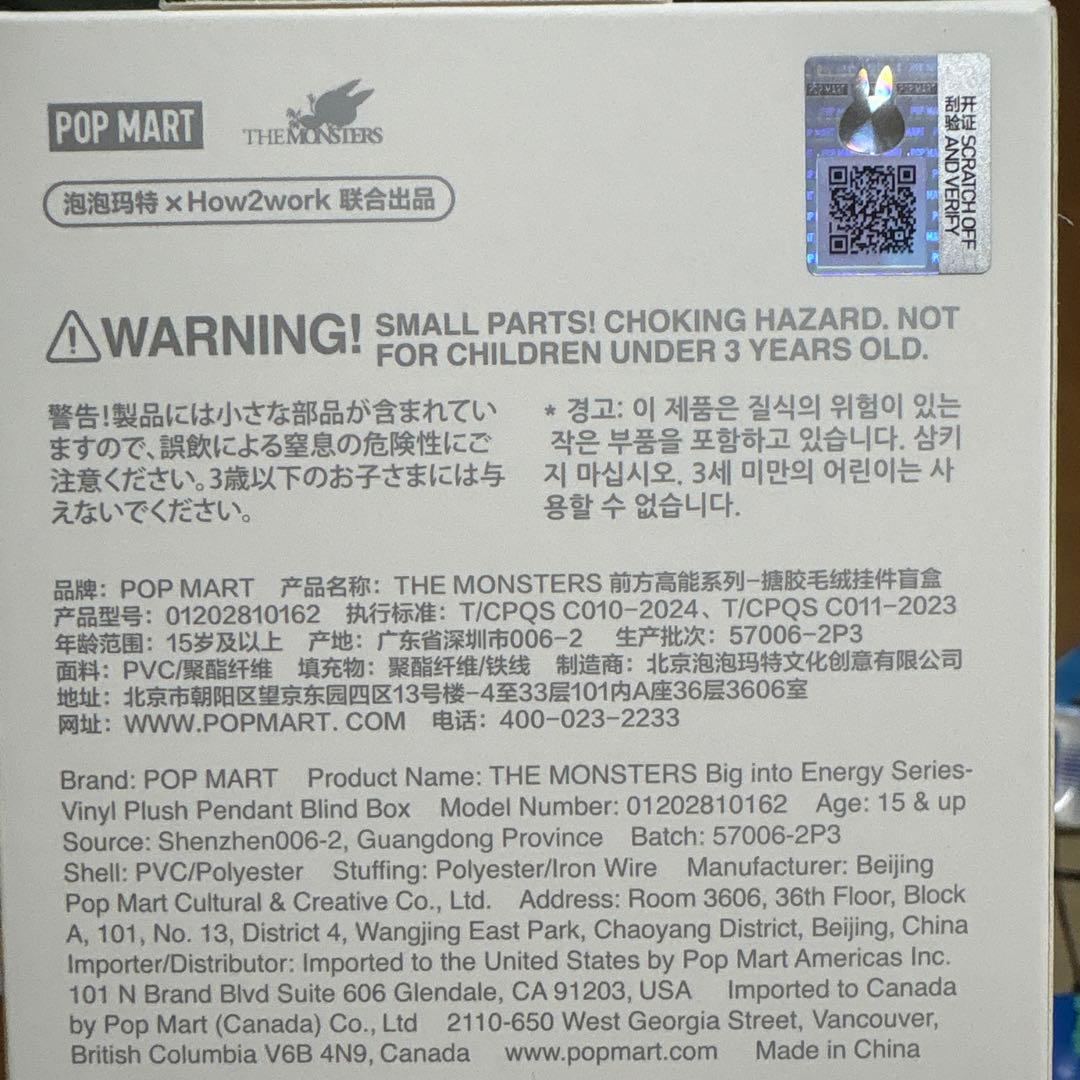 POP MART
THE MONSTERS
泡泡玛特 × How2work 联合出品
刮开验证 SCRATCH OFF AND VERIFY
WARNING!
SMALL PARTS! CHOKING HAZARD. NOT
FOR CHILDREN UNDER 3 YEARS OLD.
警告!製品には小さな部品が含まれてい
ますので、誤飲による窒息の危険性にご
注意ください。3歳以下のお子さまには与
えないでください。
* 경고: 이 제품은 질식의 위험이 있는
작은 부품을 포함하고 있습니다. 삼키
지 마십시오. 3세 미만의 어린이는 사
용할 수 없습니다.
品牌：POP MART 产品名称：THE MONSTERS 前方高能系列-搪胶毛绒挂件盲盒
产品型号：01202810162 执行标准：T/CPQS C010-2024、T/CPQS C011-2023
年龄范围：15岁及以上 产地：广东省深圳市006-2 生产批次：57006-2P3
面料：PVC/聚酯纤维 填充物：聚酯纤维/铁线 制造商：北京泡泡玛特文化创意有限公司
地址：北京市朝阳区望京东园四区13号楼-4至33层101内A座36层3606室
网址：WWW.POPMART. COM 电话：400-023-2233
Brand: POP MART Product Name: THE MONSTERS Big into Energy Series-
Vinyl Plush Pendant Blind Box Model Number: 01202810162 Age: 15 & up
Source: Shenzhen006-2, Guangdong Province Batch: 57006-2P3
Shell: PVC/Polyester Stuffing: Polyester/Iron Wire Manufacturer: Beijing
Pop Mart Cultural & Creative Co., Ltd. Address: Room 3606, 36th Floor, Block
A, 101, No. 13, District 4, Wangjing East Park, Chaoyang District, Beijing, China
Importer/Distributor: Imported to the United States by Pop Mart Americas Inc.
101 N Brand Blvd Suite 606 Glendale, CA 91203, USA Imported to Canada
by Pop Mart (Canada) Co., Ltd 2110-650 West Georgia Street, Vancouver,
British Columbia V6B 4N9, Canada www.popmart.com Made in China